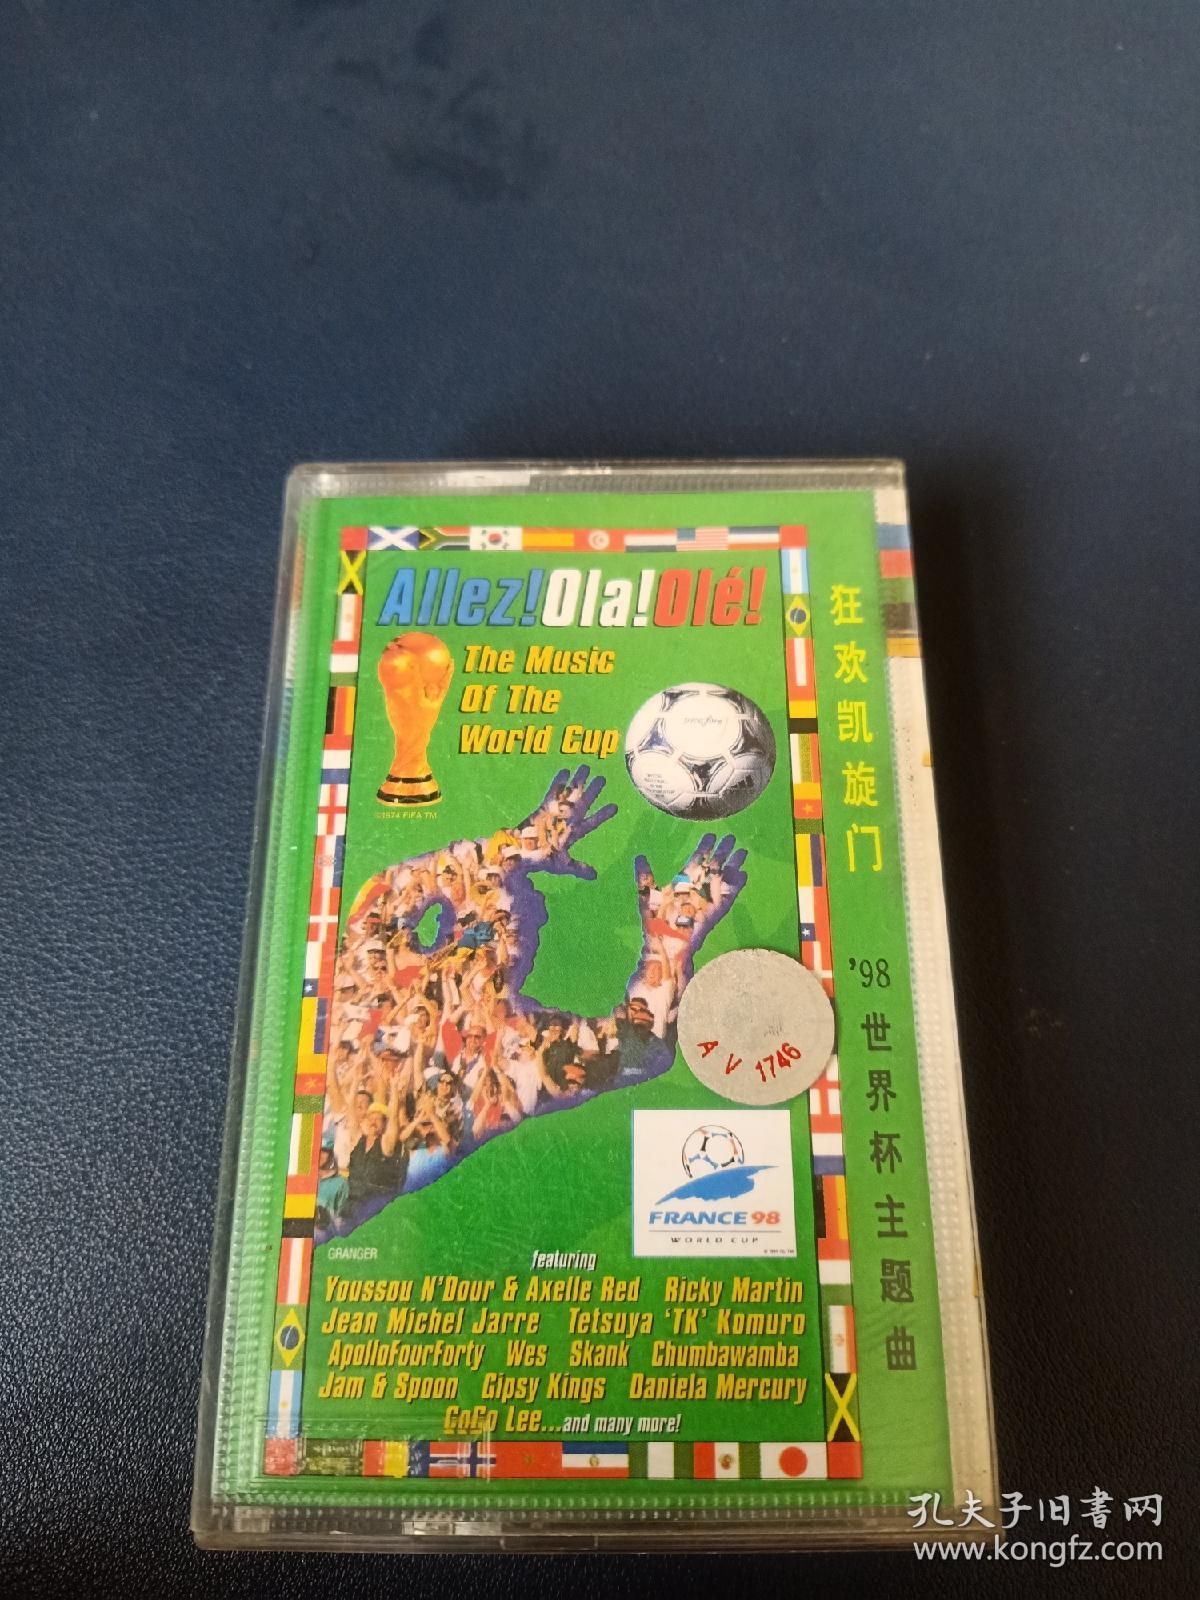 Allez!Ola!Olé!
The Music
Of The
World Cup
©1974 FIFA TM
狂欢凯旋门
'98世界杯主题曲
AV 1746
FRANCE 98
WORLD CUP
GRANGER
featuring
Youssou N'Dour & Axelle Red Ricky Martin
Jean Michel Jarre Tetsuya 'TK' Komuro
ApolloFourForty Wes Skank Chumbawamba
Jam & Spoon Gipsy Kings Daniela Mercury
CoCo Lee...and many more!
孔夫子旧書网
www.kongfz.com